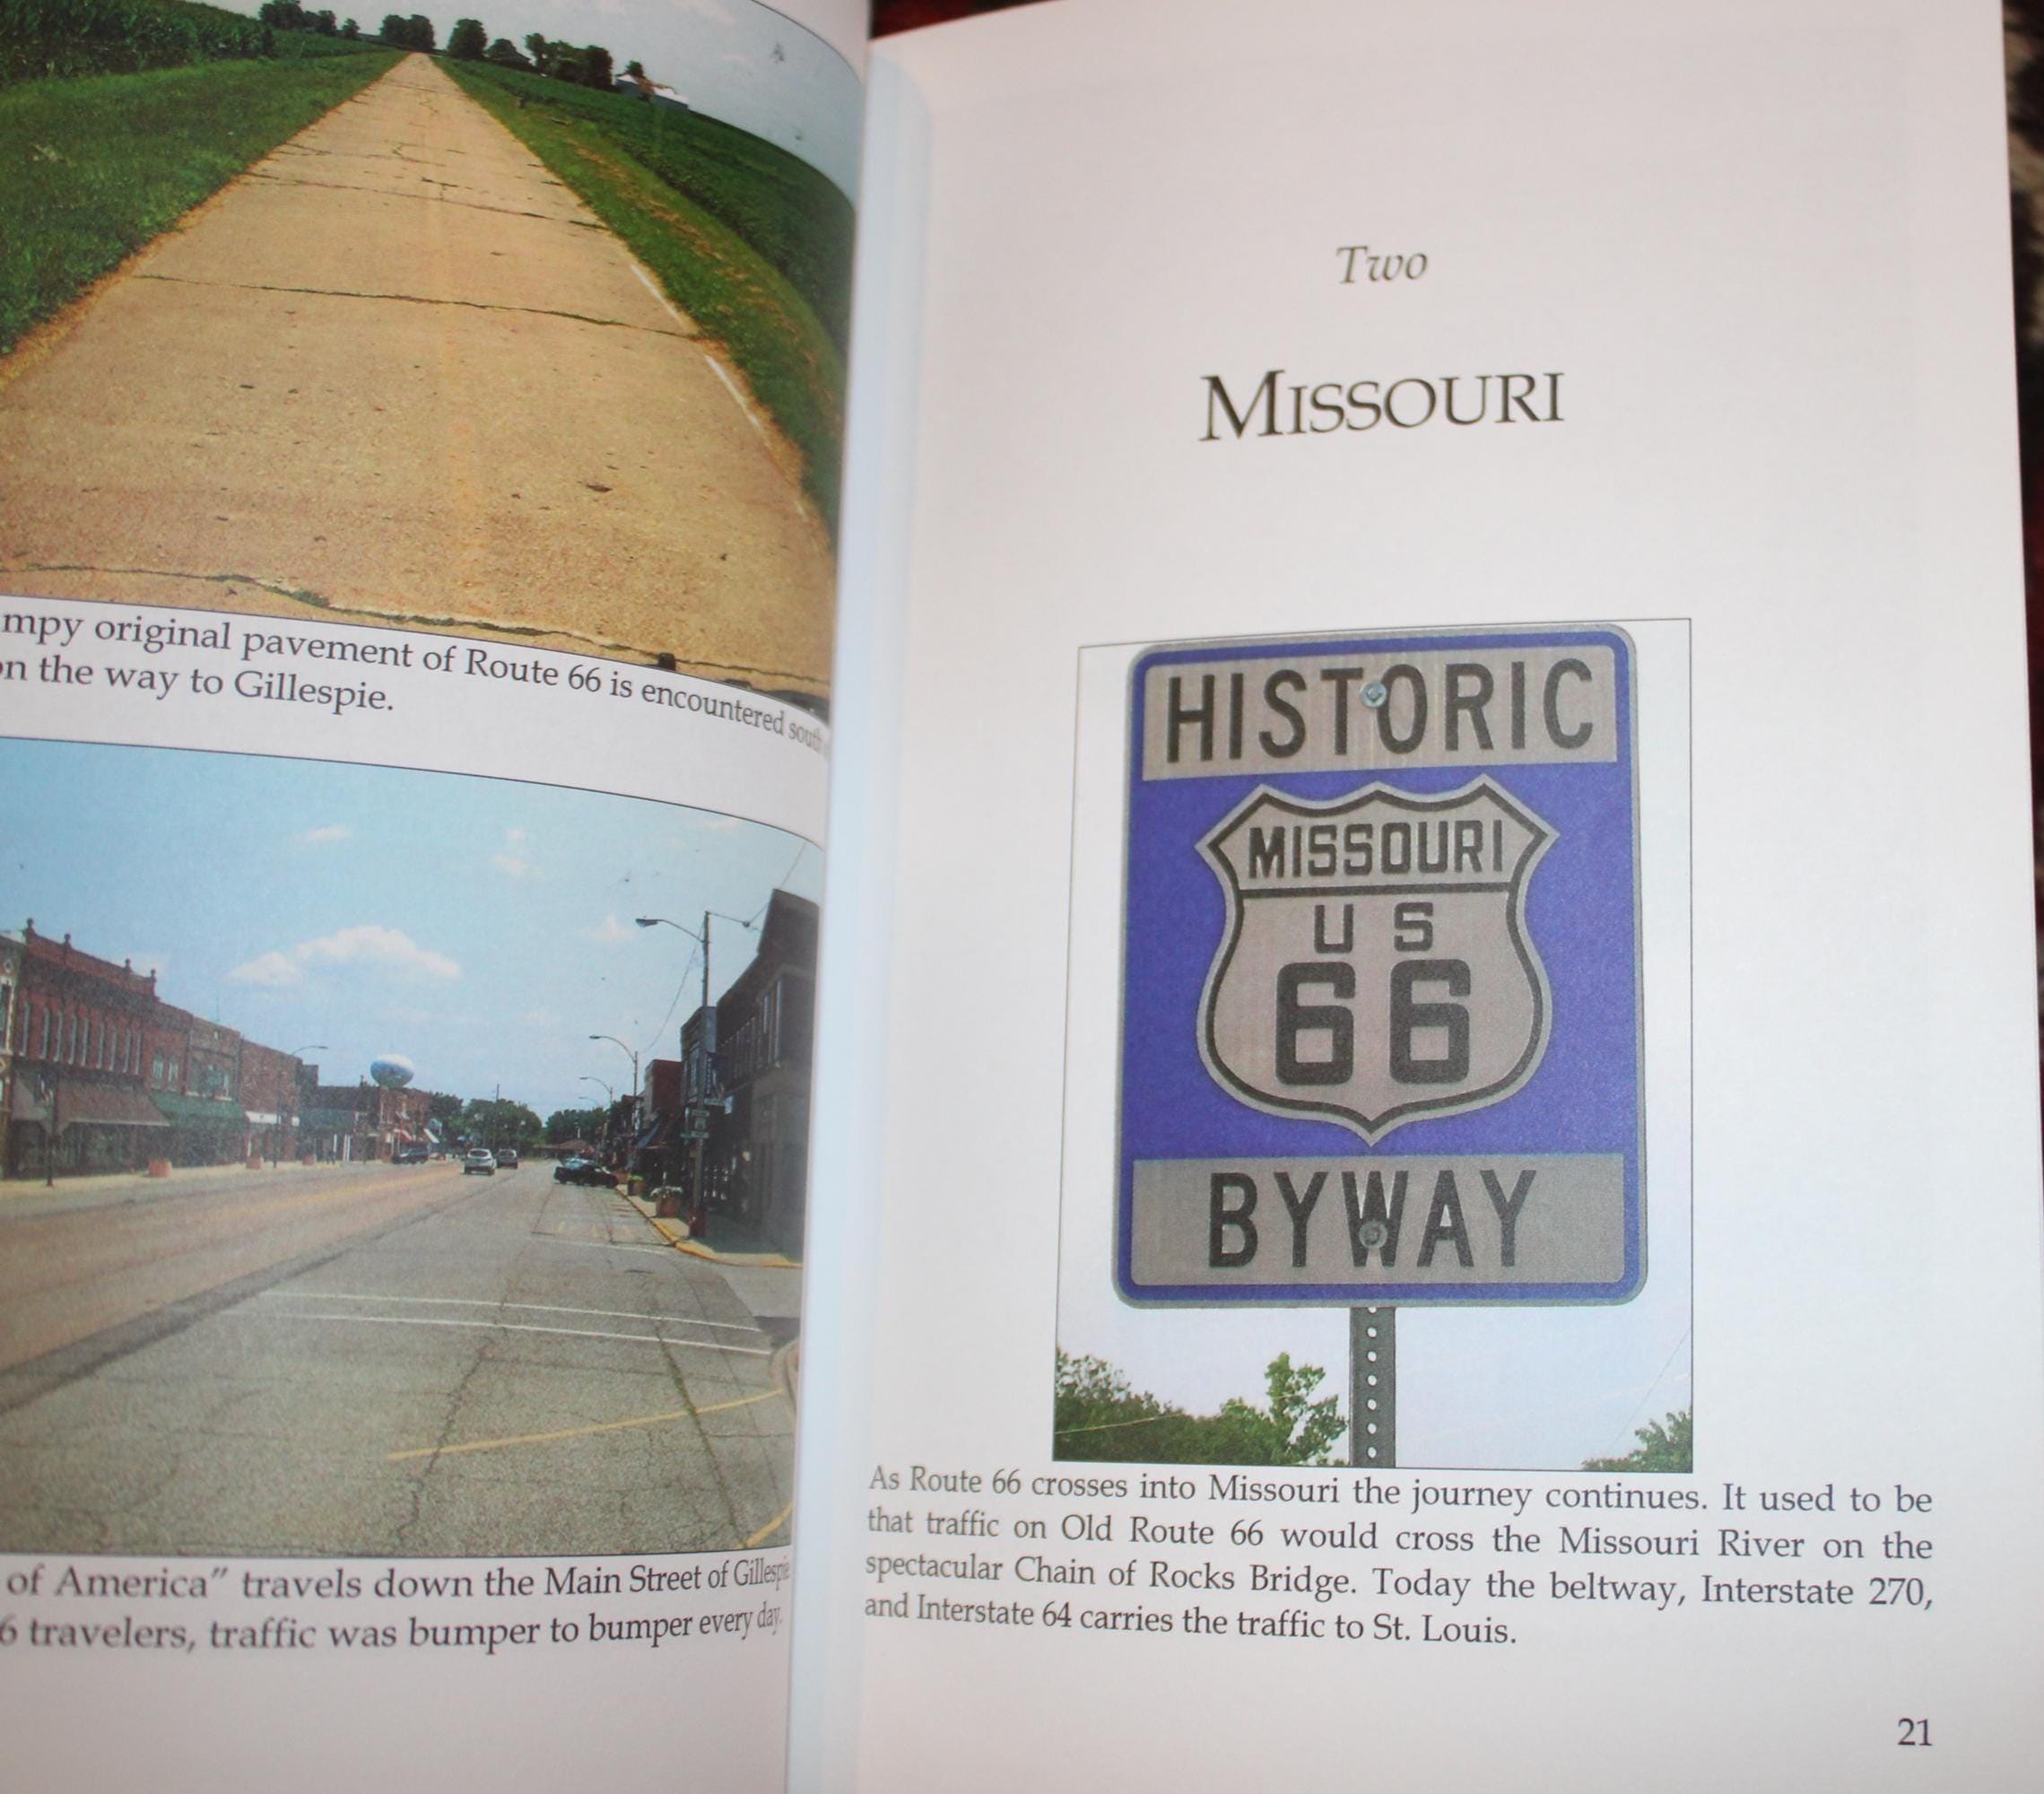 mpy original pavement of Route 66 is encountered south
on the way to Gillespie.
of America" travels down the Main Street of Gillespie
6 travelers, traffic was bumper to bumper every day.
Two
MISSOURI
HISTORIC
MISSOURI
U S
66
BYWAY
As Route 66 crosses into Missouri the journey continues. It used to be
that traffic on Old Route 66 would cross the Missouri River on the
spectacular Chain of Rocks Bridge. Today the beltway, Interstate 270,
and Interstate 64 carries the traffic to St. Louis.
21